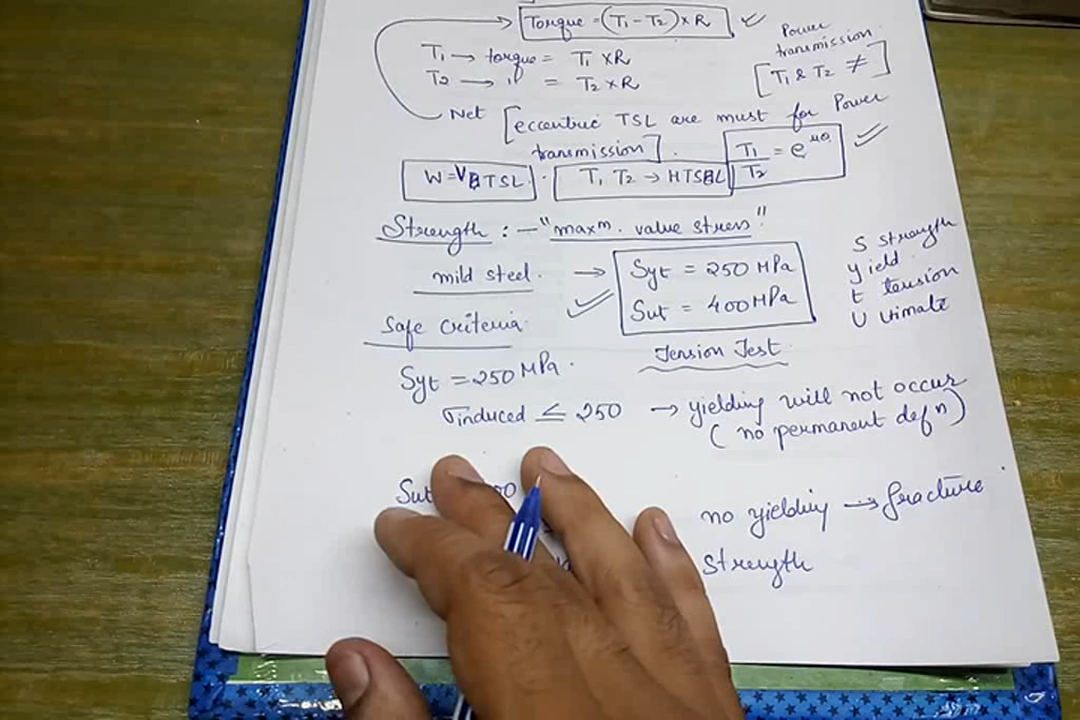 Torque = (T1 - T2) × R
Power transmission
[T1 & T2 ≠]
T1 → torque = T1 × R
T2 → " = T2 × R
Net [eccentric TSL are must for Power transmission].
T1/T2 = e^μθ
W = VBTSL. T1 T2 → HTSBL
Strength : — "maxm. value stress"
mild steel. → Syt = 250 MPa
Sut = 400 MPa
S strength
y yield
t tension
U Utimate
Safe Criteria
Tension Test
Syt = 250 MPa.
σinduced ≤ 250 → yielding will not occur
(no permanent defn)
Sut
no yielding → fracture
strength